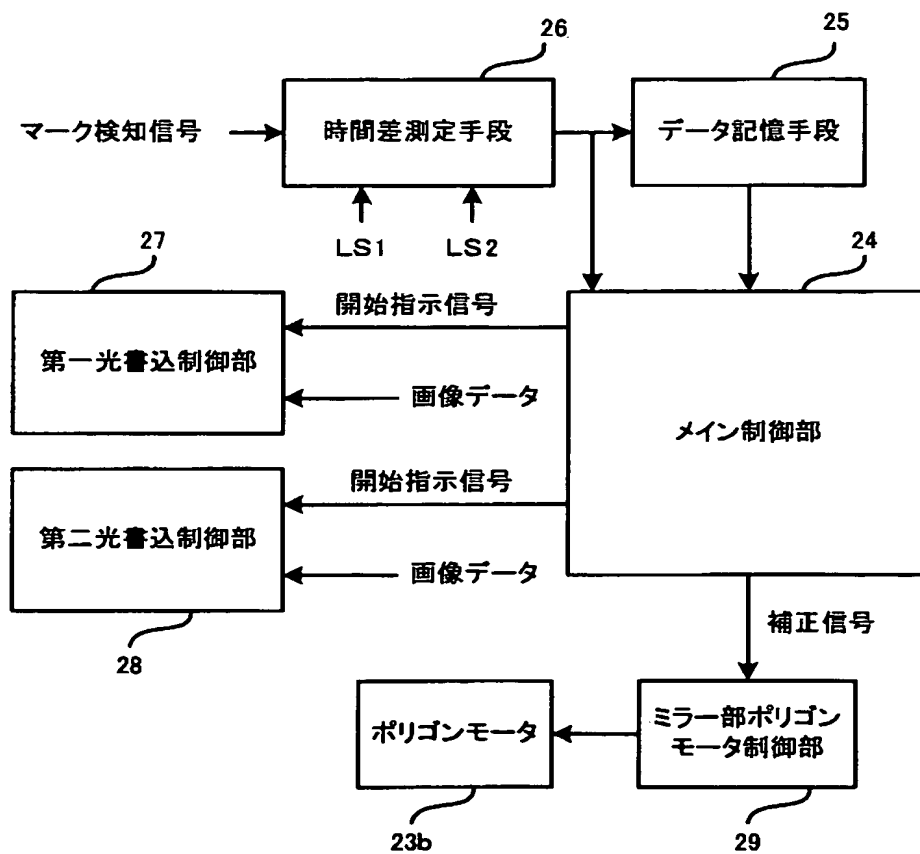 26
25
マーク検知信号
時間差測定手段
データ記憶手段
LS1
LS2
27
24
開始指示信号
第一光書込制御部
画像データ
メイン制御部
開始指示信号
第二光書込制御部
画像データ
28
補正信号
ポリゴンモータ
ミラー部ポリゴン
モータ制御部
23b
29